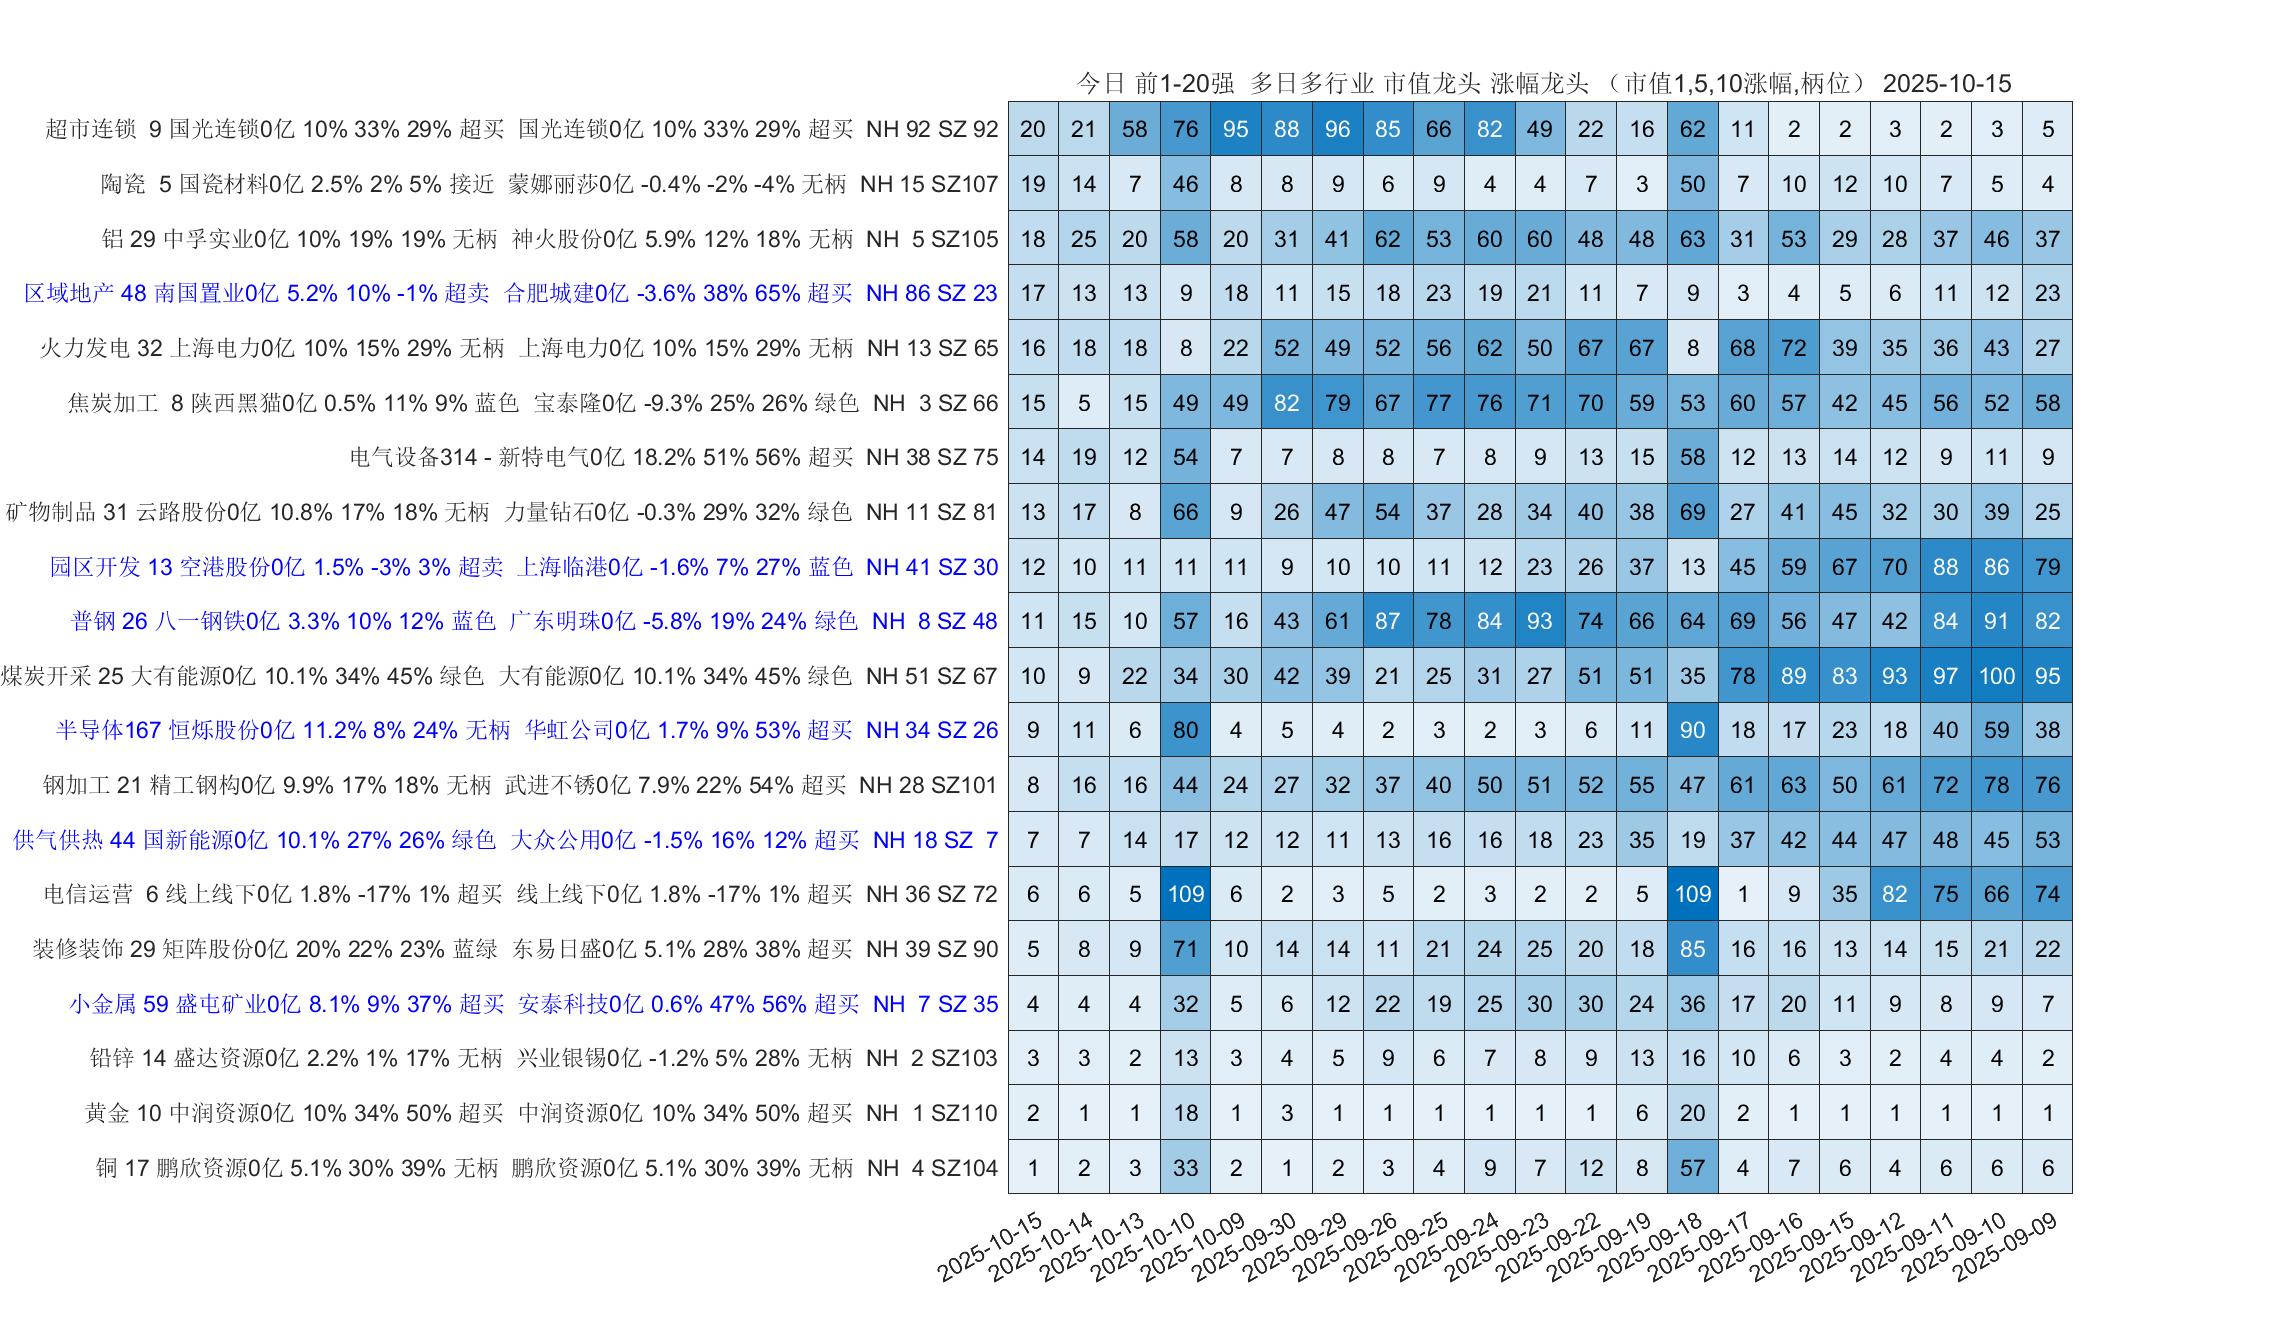 今日 前1-20强 多日多行业 市值龙头 涨幅龙头 （市值1,5,10涨幅,柄位） 2025-10-15
超市连锁 9 国光连锁0亿 10% 33% 29% 超买 国光连锁0亿 10% 33% 29% 超买 NH 92 SZ 92 20 21 58 76 95 88 96 85 66 82 49 22 16 62 11 2 2 3 2 3 5
陶瓷 5 国瓷材料0亿 2.5% 2% 5% 接近 蒙娜丽莎0亿 -0.4% -2% -4% 无柄 NH 15 SZ107 19 14 7 46 8 8 9 6 9 4 4 7 3 50 7 10 12 10 7 5 4
铝 29 中孚实业0亿 10% 19% 19% 无柄 神火股份0亿 5.9% 12% 18% 无柄 NH 5 SZ105 18 25 20 58 20 31 41 62 53 60 60 48 48 63 31 53 29 28 37 46 37
区域地产 48 南国置业0亿 5.2% 10% -1% 超卖 合肥城建0亿 -3.6% 38% 65% 超买 NH 86 SZ 23 17 13 13 9 18 11 15 18 23 19 21 11 7 9 3 4 5 6 11 12 23
火力发电 32 上海电力0亿 10% 15% 29% 无柄 上海电力0亿 10% 15% 29% 无柄 NH 13 SZ 65 16 18 18 8 22 52 49 52 56 62 50 67 67 8 68 72 39 35 36 43 27
焦炭加工 8 陕西黑猫0亿 0.5% 11% 9% 蓝色 宝泰隆0亿 -9.3% 25% 26% 绿色 NH 3 SZ 66 15 5 15 49 49 82 79 67 77 76 71 70 59 53 60 57 42 45 56 52 58
电气设备314 - 新特电气0亿 18.2% 51% 56% 超买 NH 38 SZ 75 14 19 12 54 7 7 8 8 7 8 9 13 15 58 12 13 14 12 9 11 9
矿物制品 31 云路股份0亿 10.8% 17% 18% 无柄 力量钻石0亿 -0.3% 29% 32% 绿色 NH 11 SZ 81 13 17 8 66 9 26 47 54 37 28 34 40 38 69 27 41 45 32 30 39 25
园区开发 13 空港股份0亿 1.5% -3% 3% 超卖 上海临港0亿 -1.6% 7% 27% 蓝色 NH 41 SZ 30 12 10 11 11 11 9 10 10 11 12 23 26 37 13 45 59 67 70 88 86 79
普钢 26 八一钢铁0亿 3.3% 10% 12% 蓝色 广东明珠0亿 -5.8% 19% 24% 绿色 NH 8 SZ 48 11 15 10 57 16 43 61 87 78 84 93 74 66 64 69 56 47 42 84 91 82
煤炭开采 25 大有能源0亿 10.1% 34% 45% 绿色 大有能源0亿 10.1% 34% 45% 绿色 NH 51 SZ 67 10 9 22 34 30 42 39 21 25 31 27 51 51 35 78 89 83 93 97 100 95
半导体167 恒烁股份0亿 11.2% 8% 24% 无柄 华虹公司0亿 1.7% 9% 53% 超买 NH 34 SZ 26 9 11 6 80 4 5 4 2 3 2 3 6 11 90 18 17 23 18 40 59 38
钢加工 21 精工钢构0亿 9.9% 17% 18% 无柄 武进不锈0亿 7.9% 22% 54% 超买 NH 28 SZ101 8 16 16 44 24 27 32 37 40 50 51 52 55 47 61 63 50 61 72 78 76
供气供热 44 国新能源0亿 10.1% 27% 26% 绿色 大众公用0亿 -1.5% 16% 12% 超买 NH 18 SZ 7 7 7 14 17 12 12 11 13 16 16 18 23 35 19 37 42 44 47 48 45 53
电信运营 6 线上线下0亿 1.8% -17% 1% 超买 线上线下0亿 1.8% -17% 1% 超买 NH 36 SZ 72 6 6 5 109 6 2 3 5 2 3 2 2 5 109 1 9 35 82 75 66 74
装修装饰 29 矩阵股份0亿 20% 22% 23% 蓝绿 东易日盛0亿 5.1% 28% 38% 超买 NH 39 SZ 90 5 8 9 71 10 14 14 11 21 24 25 20 18 85 16 16 13 14 15 21 22
小金属 59 盛屯矿业0亿 8.1% 9% 37% 超买 安泰科技0亿 0.6% 47% 56% 超买 NH 7 SZ 35 4 4 4 32 5 6 12 22 19 25 30 30 24 36 17 20 11 9 8 9 7
铅锌 14 盛达资源0亿 2.2% 1% 17% 无柄 兴业银锡0亿 -1.2% 5% 28% 无柄 NH 2 SZ103 3 3 2 13 3 4 5 9 6 7 8 9 13 16 10 6 3 2 4 4 2
黄金 10 中润资源0亿 10% 34% 50% 超买 中润资源0亿 10% 34% 50% 超买 NH 1 SZ110 2 1 1 18 1 3 1 1 1 1 1 1 6 20 2 1 1 1 1 1 1
铜 17 鹏欣资源0亿 5.1% 30% 39% 无柄 鹏欣资源0亿 5.1% 30% 39% 无柄 NH 4 SZ104 1 2 3 33 2 1 2 3 4 9 7 12 8 57 4 7 6 4 6 6 6
2025-10-15 2025-10-14 2025-10-13 2025-10-10 2025-10-09 2025-09-30 2025-09-29 2025-09-26 2025-09-25 2025-09-24 2025-09-23 2025-09-22 2025-09-19 2025-09-18 2025-09-17 2025-09-16 2025-09-15 2025-09-12 2025-09-11 2025-09-10 2025-09-09